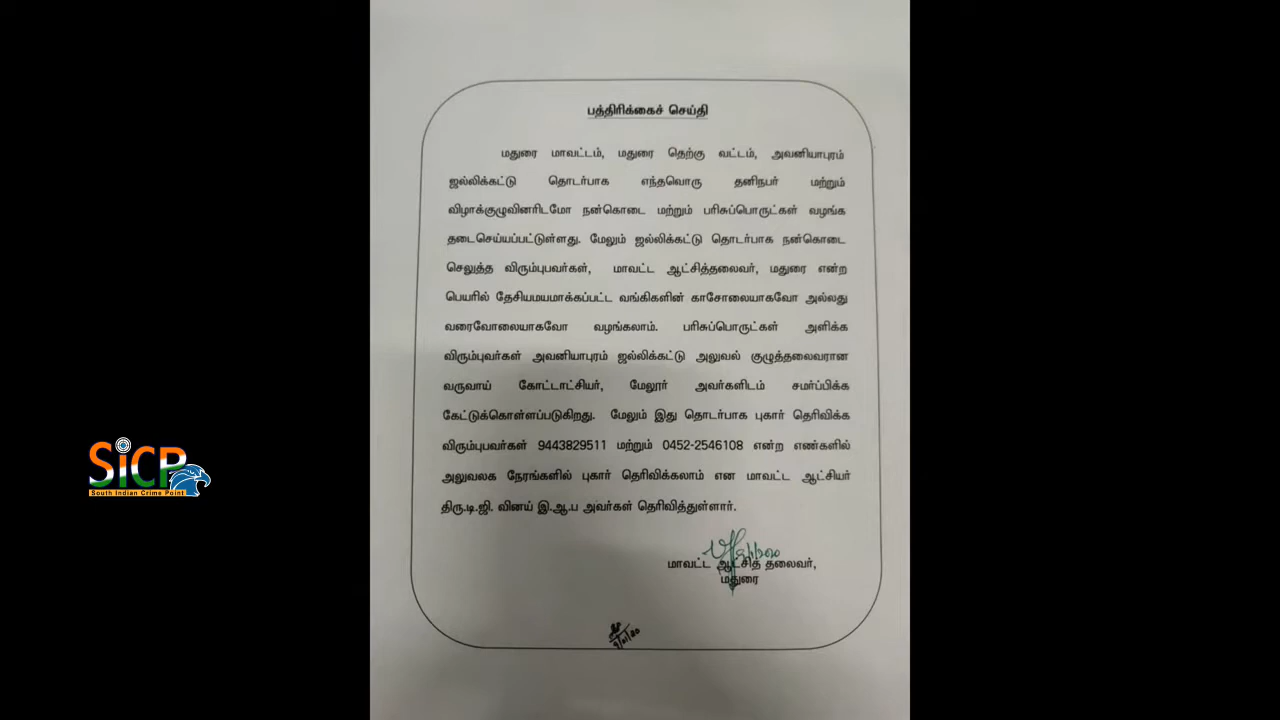 பத்திரிக்கைச் செய்தி
மதுரை மாவட்டம், மதுரை தெற்கு வட்டம், அவனியாபுரம்
ஜல்லிக்கட்டு தொடர்பாக எந்தவொரு தனிநபர் மற்றும்
விழாக்குழுவினரிடமோ நன்கொடை மற்றும் பரிசுப்பொருட்கள் வழங்க
தடைசெய்யப்பட்டுள்ளது. மேலும் ஜல்லிக்கட்டு தொடர்பாக நன்கொடை
செலுத்த விரும்புபவர்கள், மாவட்ட ஆட்சித்தலைவர், மதுரை என்ற
பெயரில் தேசியமயமாக்கப்பட்ட வங்கிகளின் காசோலையாகவோ அல்லது
வரைவோலையாகவோ வழங்கலாம். பரிசுப்பொருட்கள் அளிக்க
விரும்புவர்கள் அவனியாபுரம் ஜல்லிக்கட்டு அலுவல் குழுத்தலைவரான
வருவாய் கோட்டாட்சியர், மேலூர் அவர்களிடம் சமர்ப்பிக்க
கேட்டுக்கொள்ளப்படுகிறது. மேலும் இது தொடர்பாக புகார் தெரிவிக்க
விரும்புபவர்கள் 9443829511 மற்றும் 0452-2546108 என்ற எண்களில்
அலுவலக நேரங்களில் புகார் தெரிவிக்கலாம் என மாவட்ட ஆட்சியர்
திரு.டி.ஜி. வினய் இ.ஆ.ப அவர்கள் தெரிவித்துள்ளார்.
மாவட்ட ஆட்சித் தலைவர்,
மதுரை
9/01/20
SiCP
South Indian Crime Point